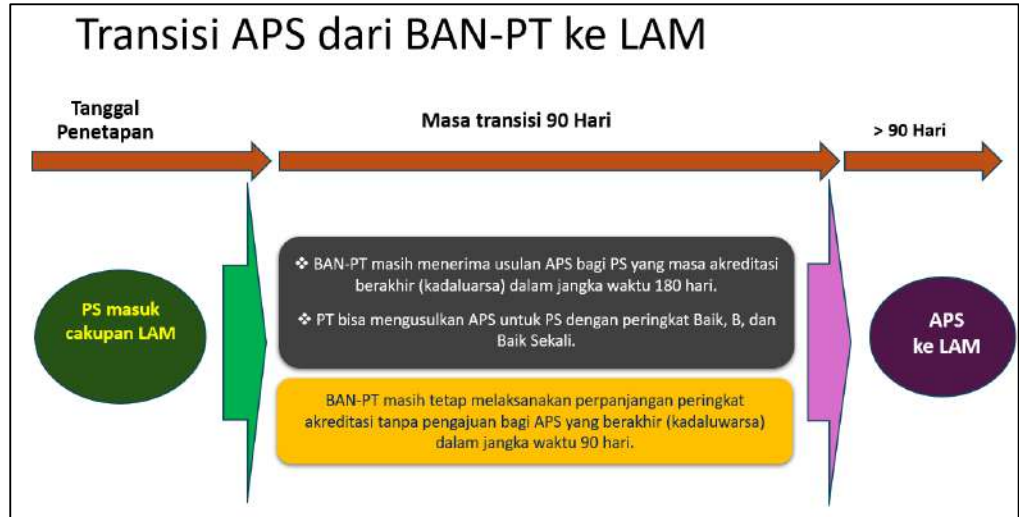 Transisi APS dari BAN-PT ke LAM
Tanggal
Penetapan
Masa transisi 90 Hari
> 90 Hari
PS masuk
cakupan LAM
❖ BAN-PT masih menerima usulan APS bagi PS yang masa akreditasi
berakhir (kadaluarsa) dalam jangka waktu 180 hari.
❖ PT bisa mengusulkan APS untuk PS dengan peringkat Baik, B, dan
Baik Sekali.
BAN-PT masih tetap melaksanakan perpanjangan peringkat
akreditasi tanpa pengajuan bagi APS yang berakhir (kadaluwarsa)
dalam jangka waktu 90 hari.
APS
ke LAM